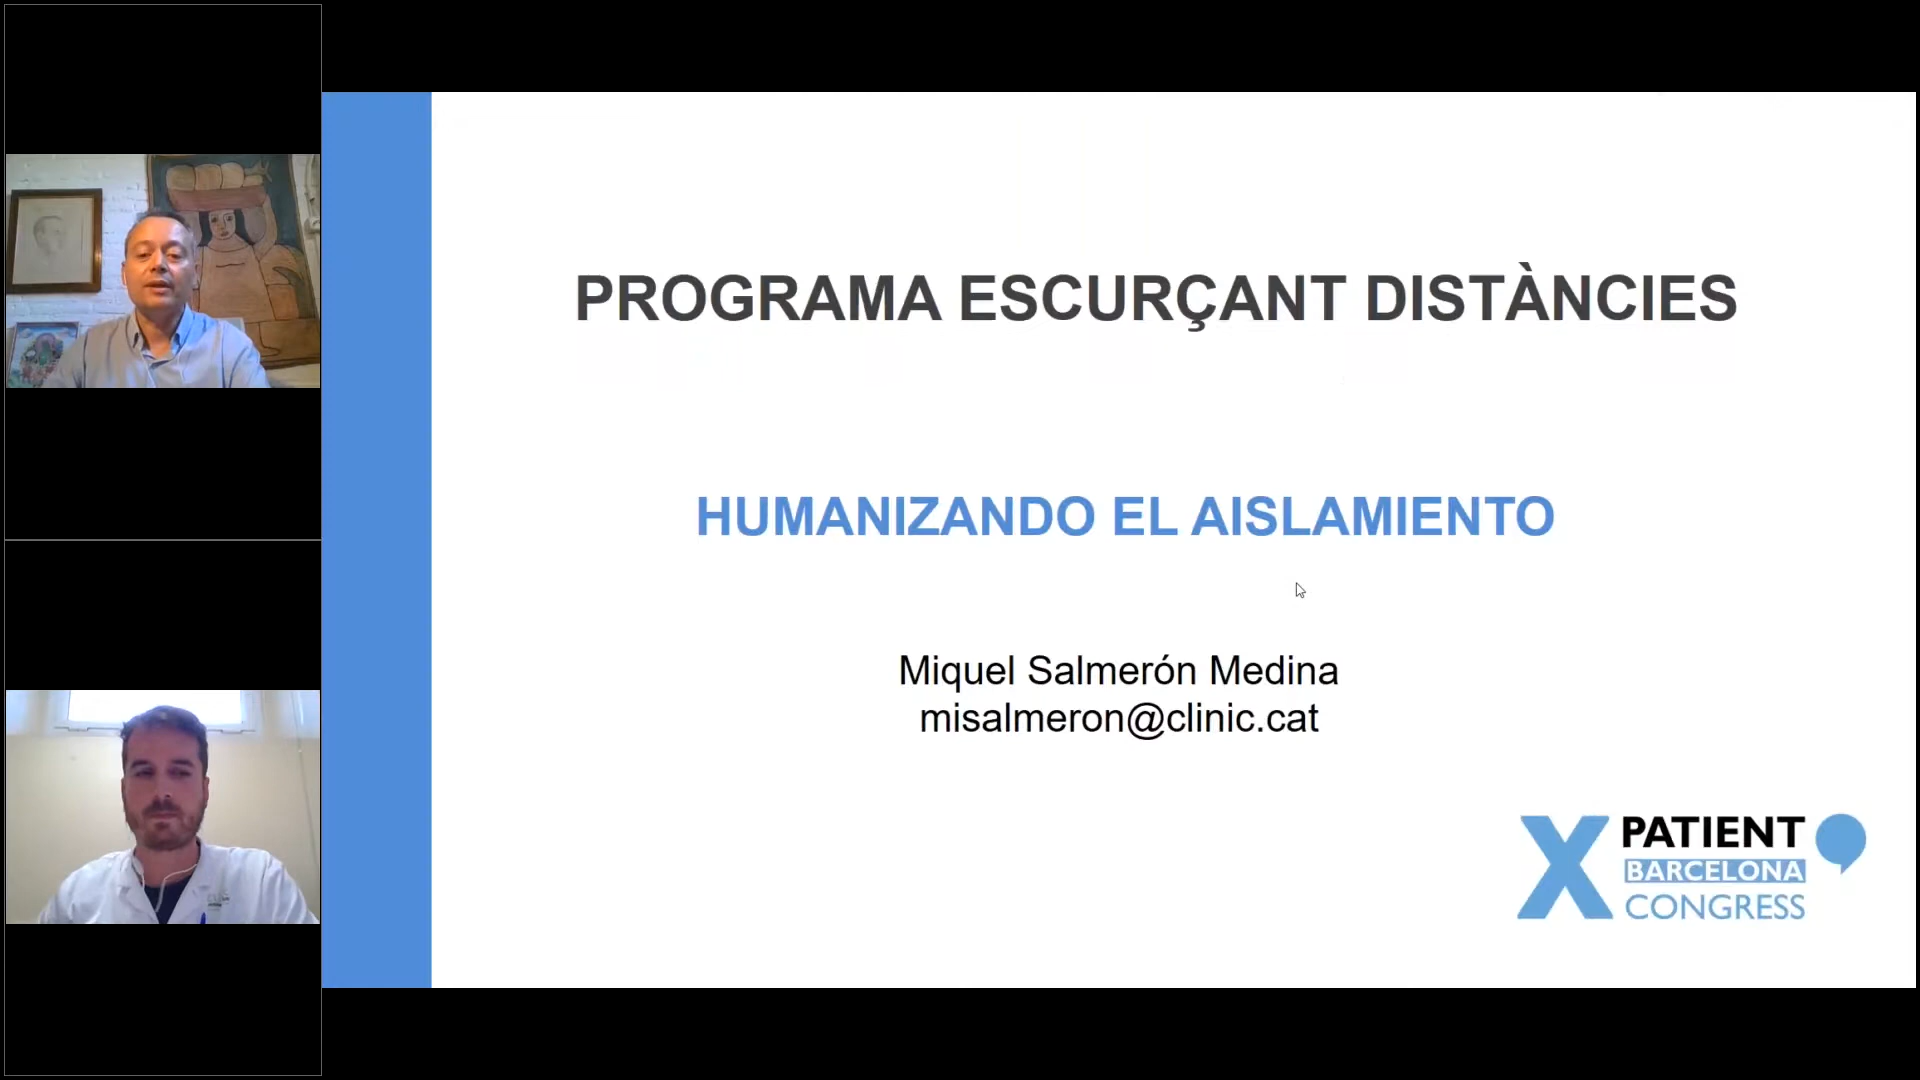 PROGRAMA ESCURÇANT DISTÀNCIES
HUMANIZANDO EL AISLAMIENTO
Miquel Salmerón Medina
misalmeron@clinic.cat
X PATIENT
BARCELONA
CONGRESS